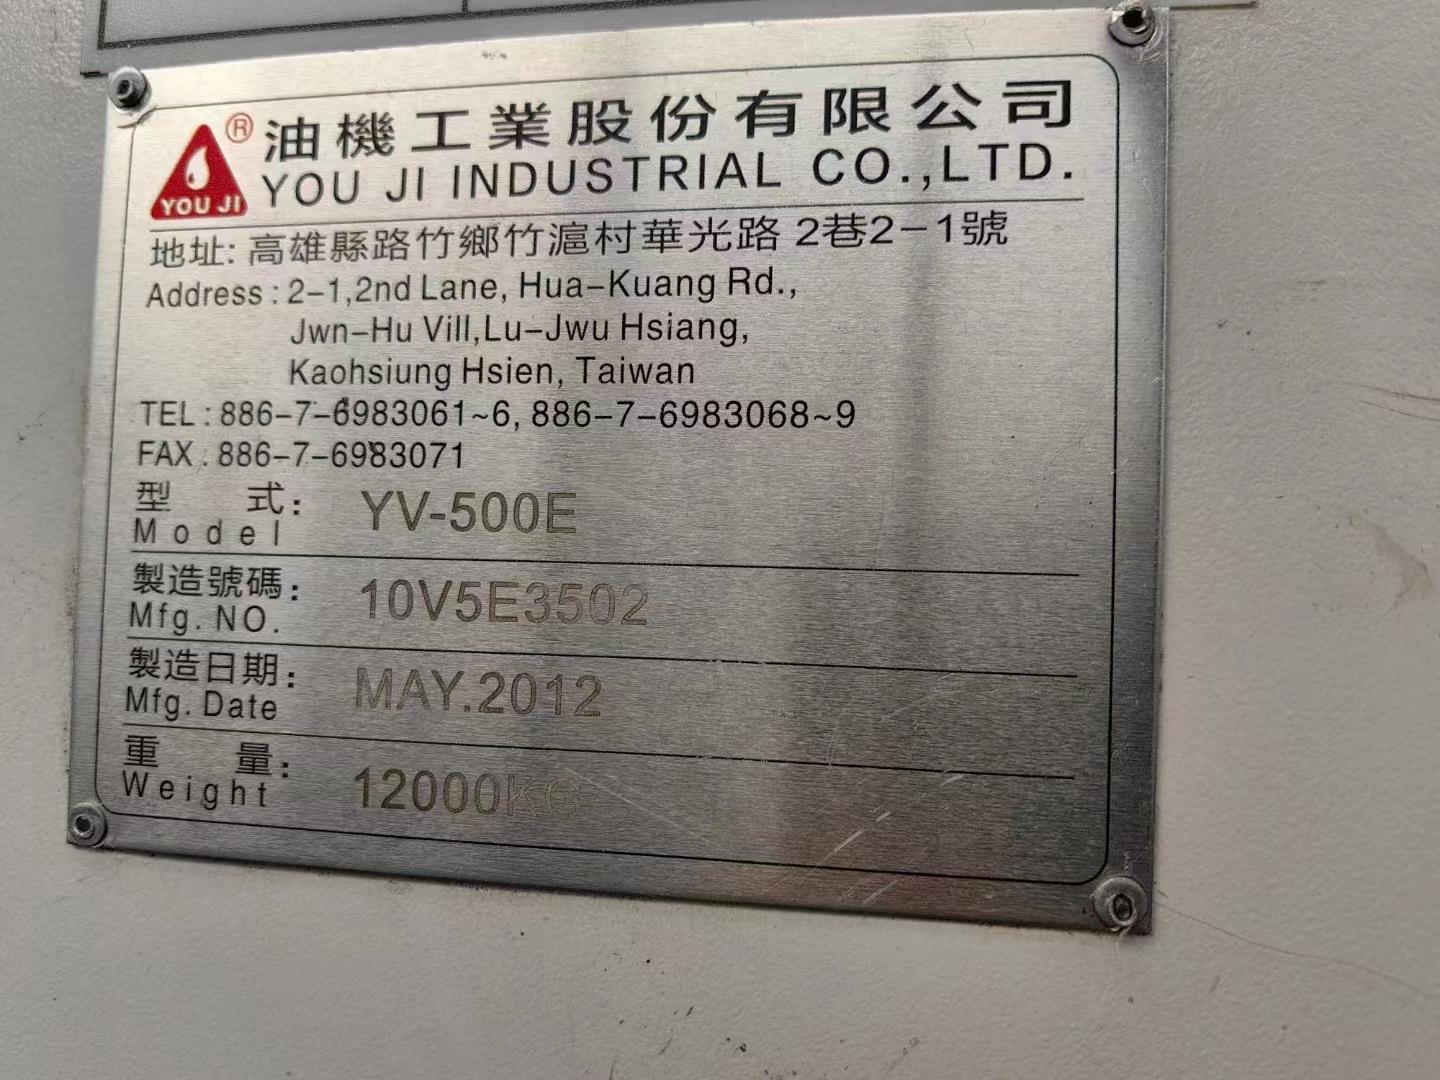 ® 油機工業股份有限公司
YOU JI YOU JI INDUSTRIAL CO.,LTD.
地址: 高雄縣路竹鄉竹滬村華光路 2巷2-1號
Address : 2-1,2nd Lane, Hua-Kuang Rd.,
Jwn-Hu Vill,Lu-Jwu Hsiang,
Kaohsiung Hsien, Taiwan
TEL : 886-7-6983061~6, 886-7-6983068~9
FAX : 886-7-6983071
型 式: YV-500E
Model
製造號碼: 10V5E3502
Mfg. NO.
製造日期: MAY.2012
Mfg. Date
重 量: 12000KG
Weight